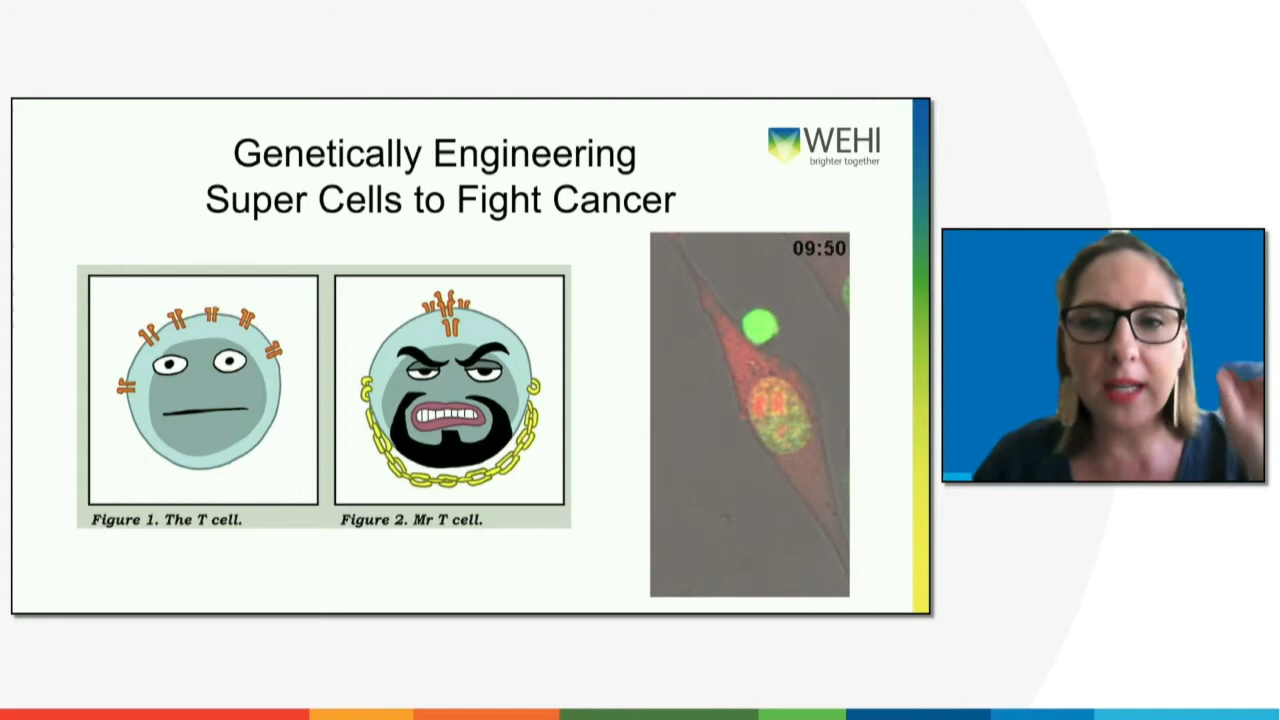 Genetically Engineering
Super Cells to Fight Cancer
WEHI
brighter together
09:50
Figure 1. The T cell.
Figure 2. Mr T cell.